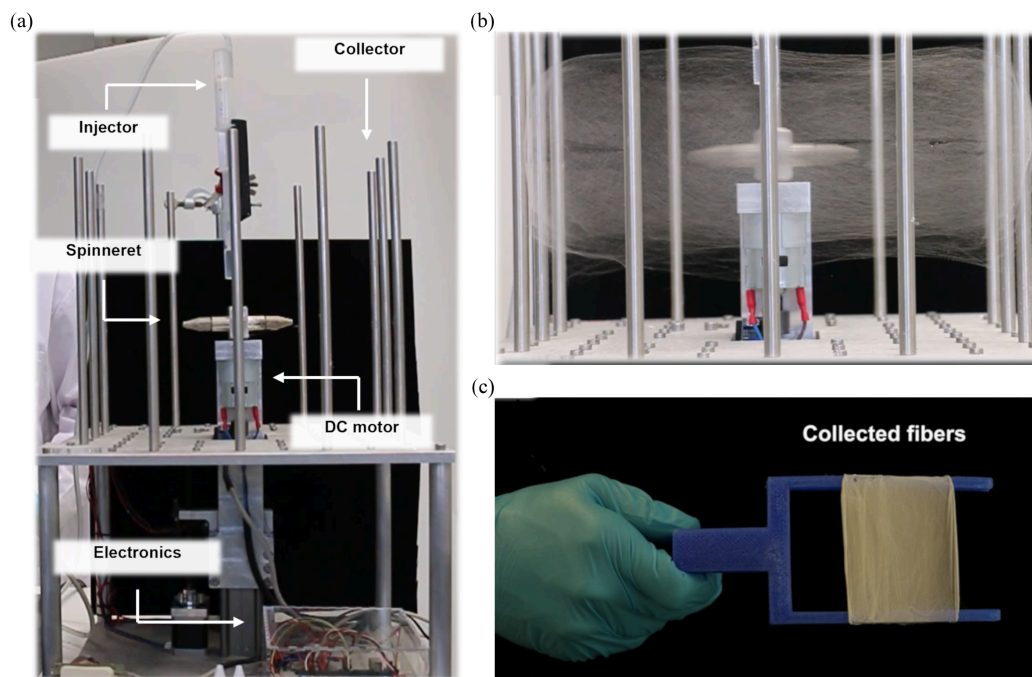 (a)
Collector
Injector
Spinneret
DC motor
Electronics
(b)
(c)
Collected fibers